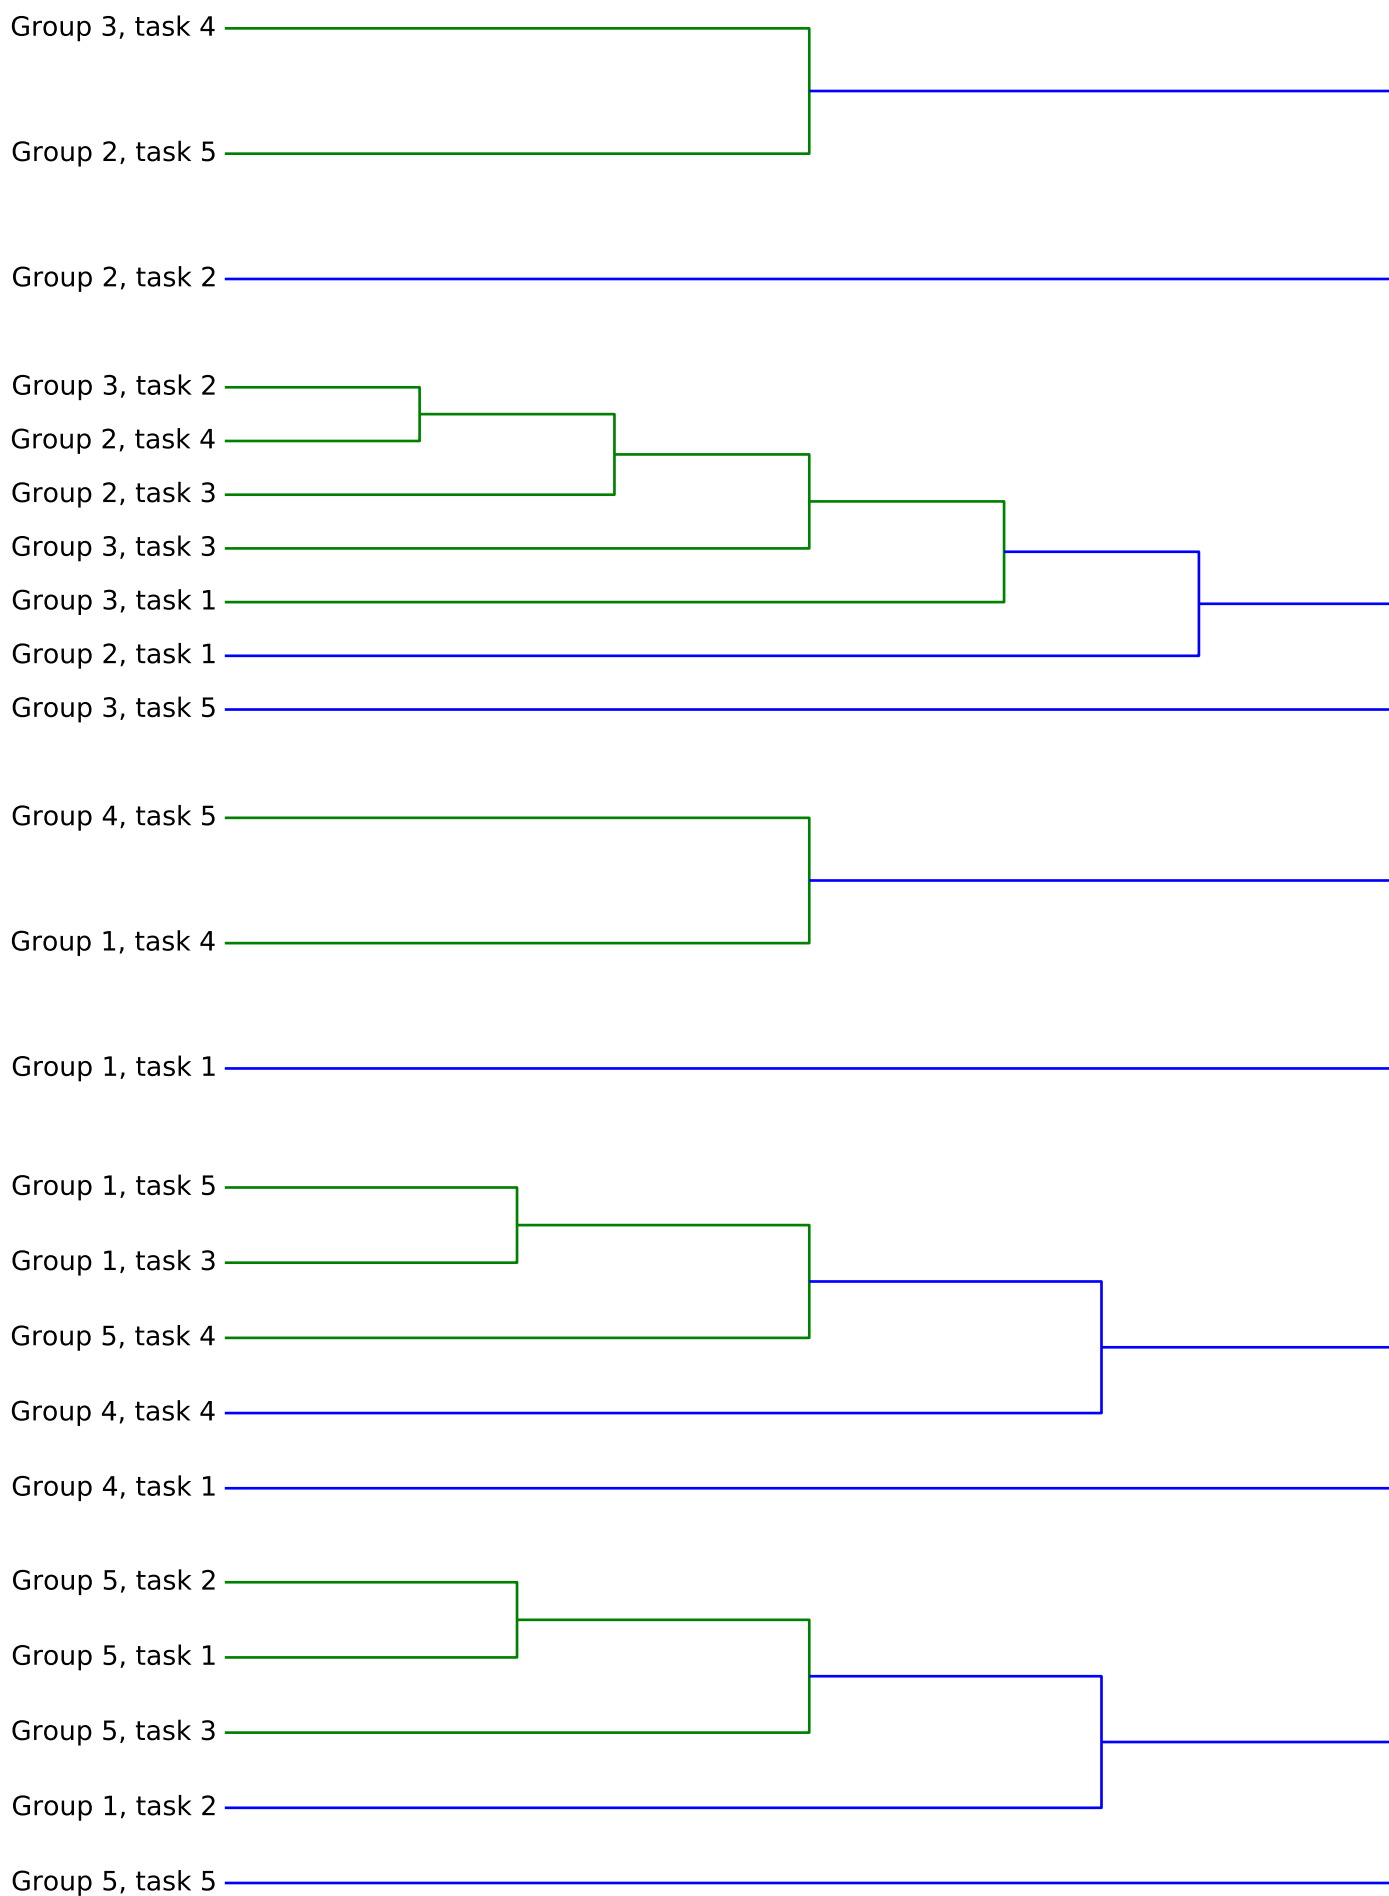 Group 3, task 4
Group 2, task 5
Group 2, task 2
Group 3, task 2
Group 2, task 4
Group 2, task 3
Group 3, task 3
Group 3, task 1
Group 2, task 1
Group 3, task 5
Group 4, task 5
Group 1, task 4
Group 1, task 1
Group 1, task 5
Group 1, task 3
Group 5, task 4
Group 4, task 4
Group 4, task 1
Group 5, task 2
Group 5, task 1
Group 5, task 3
Group 1, task 2
Group 5, task 5